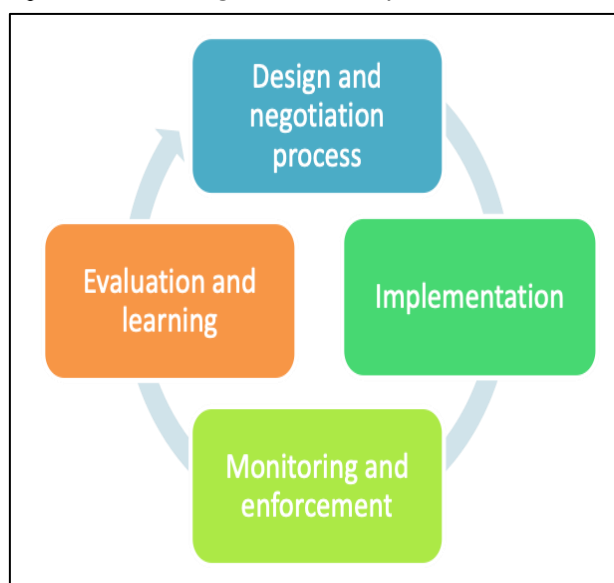 Design and
negotiation
process
Implementation
Monitoring and
enforcement
Evaluation and
learning